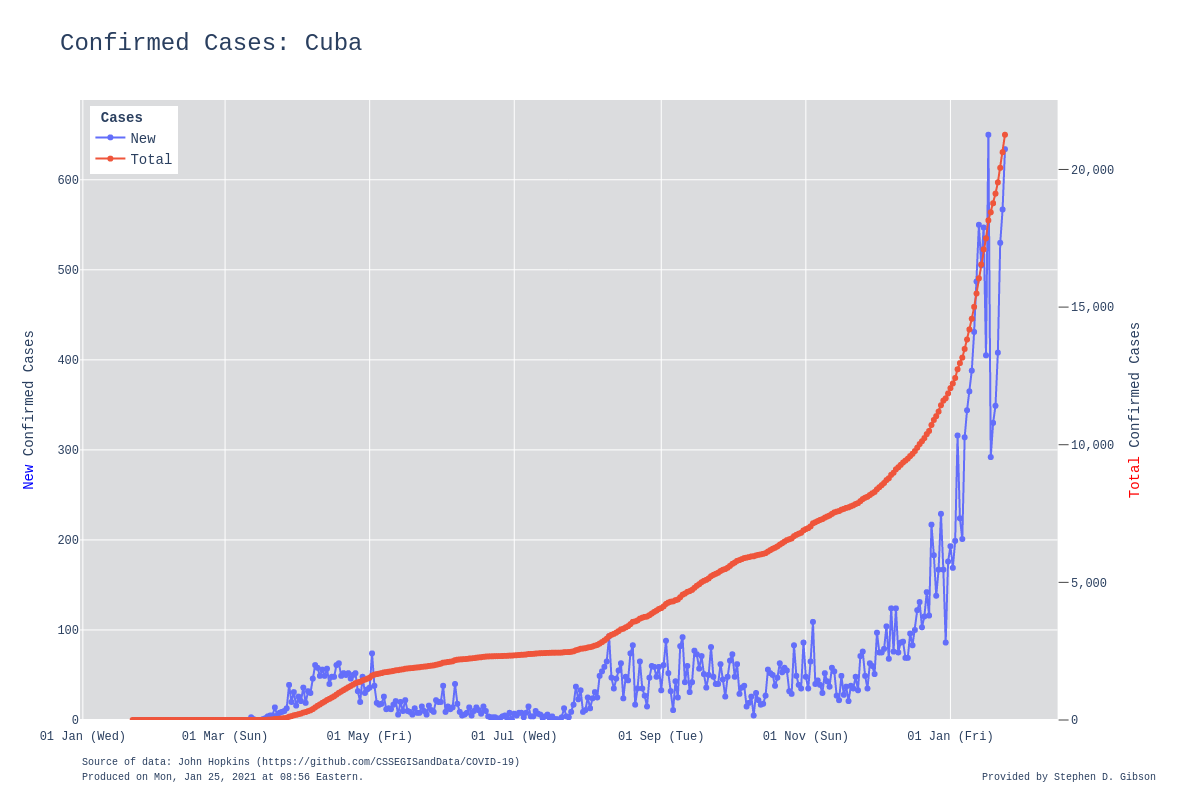 Confirmed Cases: Cuba
Cases
New
Total
600
500
400
300
200
100
0
20,000
15,000
10,000
5,000
0
New Confirmed Cases
Total Confirmed Cases
01 Jan (Wed) 01 Mar (Sun) 01 May (Fri) 01 Jul (Wed) 01 Sep (Tue) 01 Nov (Sun) 01 Jan (Fri)
Source of data: John Hopkins (https://github.com/CSSEGISandData/COVID-19)
Produced on Mon, Jan 25, 2021 at 08:56 Eastern.
Provided by Stephen D. Gibson